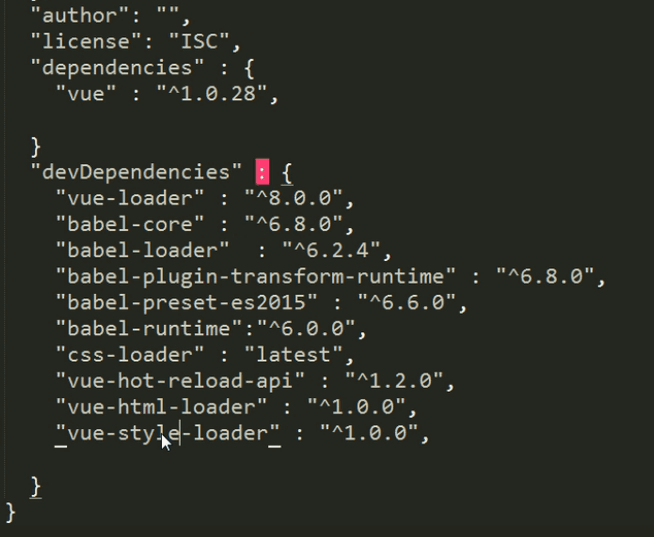 "author": "",
"license": "ISC",
"dependencies" : {
"vue" : "^1.0.28",
}
"devDependencies" : {
"vue-loader" : "^8.0.0",
"babel-core" : "^6.8.0",
"babel-loader"  : "^6.2.4",
"babel-plugin-transform-runtime" : "^6.8.0",
"babel-preset-es2015" : "^6.6.0",
"babel-runtime":"^6.0.0",
"css-loader" : "latest",
"vue-hot-reload-api" : "^1.2.0",
"vue-html-loader" : "^1.0.0",
"vue-style-loader" : "^1.0.0",
}
}